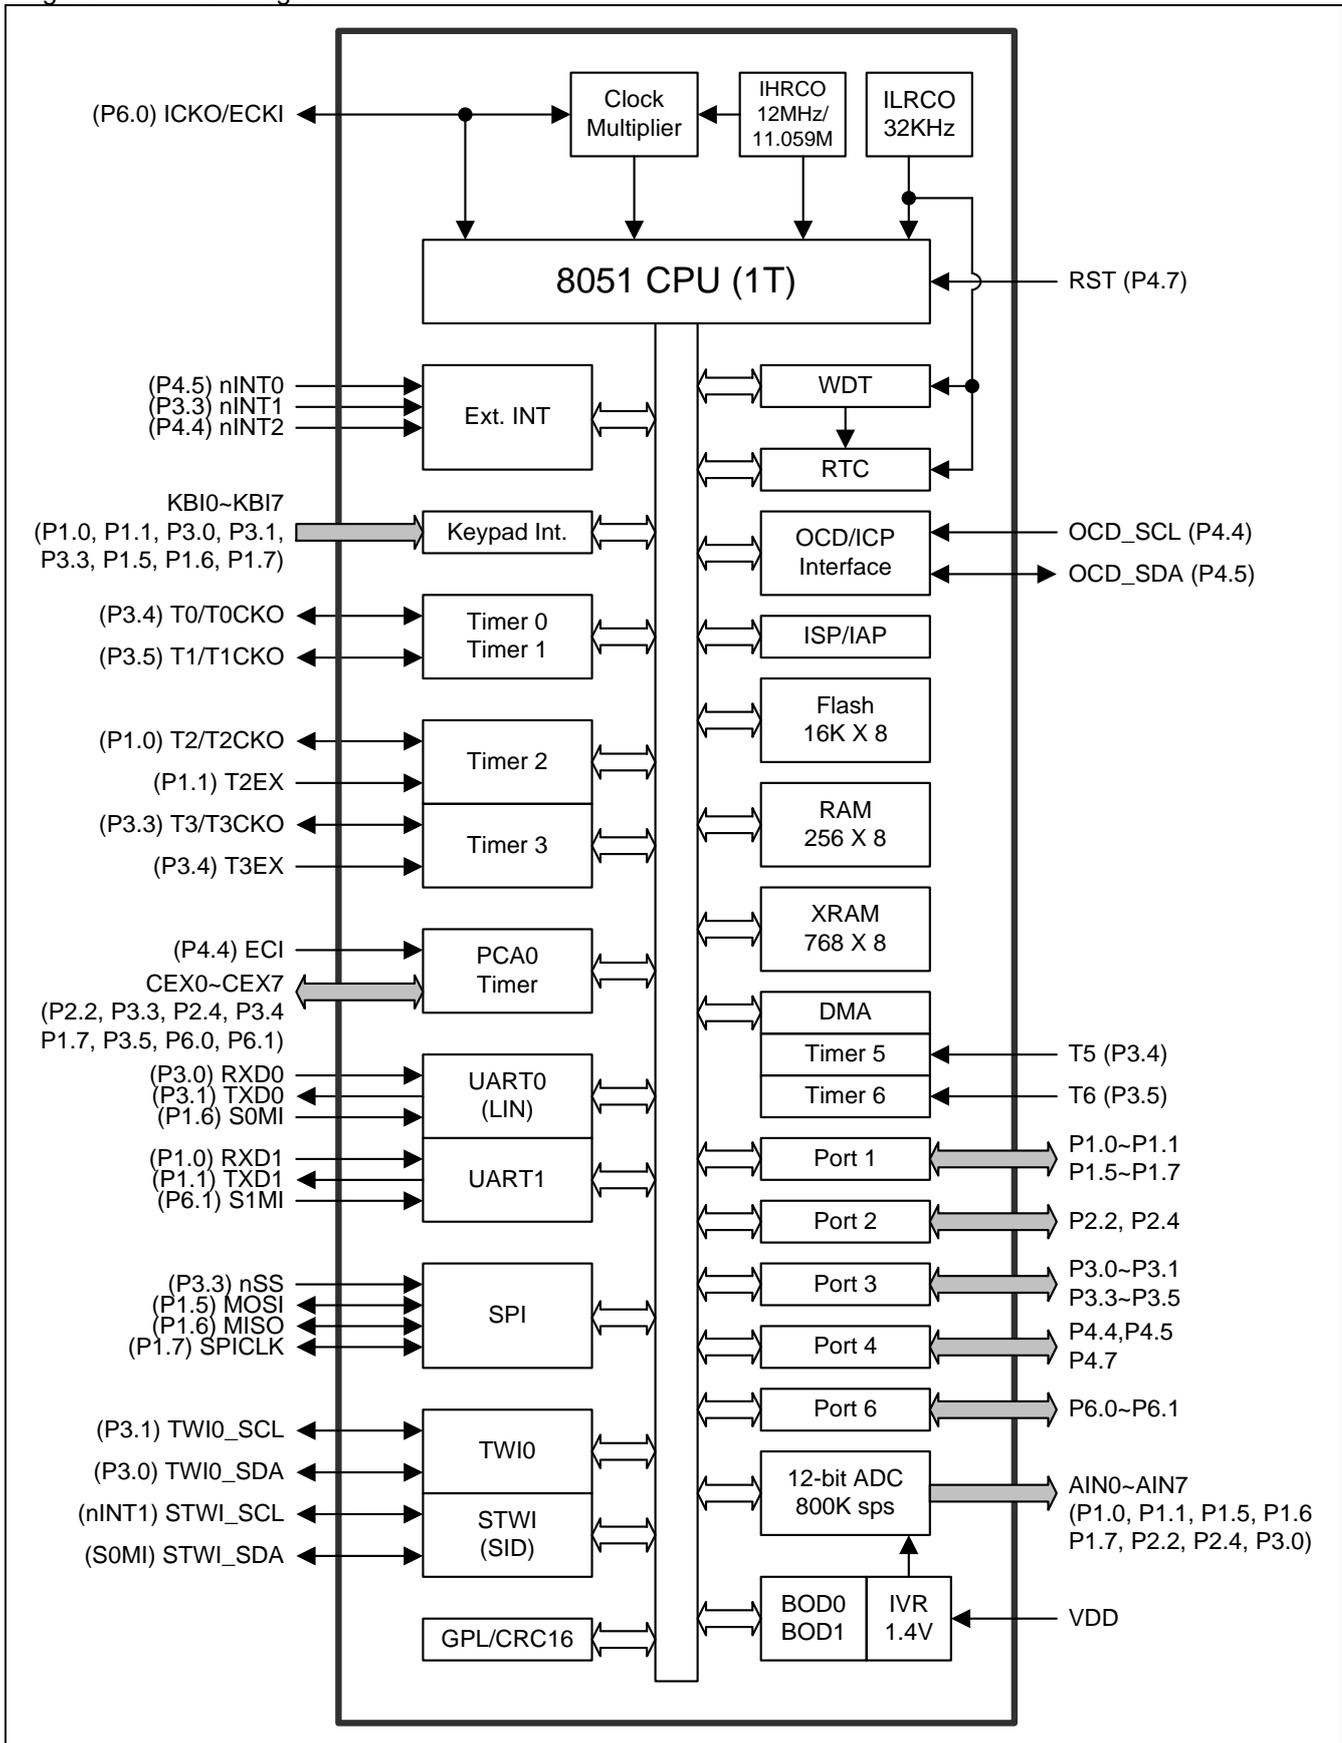 (P6.0) ICKO/ECKI
Clock
Multiplier
IHRCO
12MHz/
11.059M
ILRCO
32KHz
8051 CPU (1T)
RST (P4.7)
(P4.5) nINT0
(P3.3) nINT1
(P4.4) nINT2
Ext. INT
WDT
RTC
KBI0~KBI7
(P1.0, P1.1, P3.0, P3.1,
P3.3, P1.5, P1.6, P1.7)
Keypad Int.
OCD/ICP
Interface
OCD_SCL (P4.4)
OCD_SDA (P4.5)
(P3.4) T0/T0CKO
(P3.5) T1/T1CKO
Timer 0
Timer 1
ISP/IAP
Flash
16K X 8
(P1.0) T2/T2CKO
(P1.1) T2EX
Timer 2
(P3.3) T3/T3CKO
(P3.4) T3EX
Timer 3
RAM
256 X 8
XRAM
768 X 8
(P4.4) ECI
CEX0~CEX7
(P2.2, P3.3, P2.4, P3.4
P1.7, P3.5, P6.0, P6.1)
PCA0
Timer
DMA
Timer 5
T5 (P3.4)
Timer 6
T6 (P3.5)
(P3.0) RXD0
(P3.1) TXD0
(P1.6) S0MI
UART0
(LIN)
(P1.0) RXD1
(P1.1) TXD1
(P6.1) S1MI
UART1
Port 1
P1.0~P1.1
P1.5~P1.7
Port 2
P2.2, P2.4
(P3.3) nSS
(P1.5) MOSI
(P1.6) MISO
(P1.7) SPICLK
SPI
Port 3
P3.0~P3.1
P3.3~P3.5
Port 4
P4.4,P4.5
P4.7
Port 6
P6.0~P6.1
(P3.1) TWI0_SCL
(P3.0) TWI0_SDA
TWI0
12-bit ADC
800K sps
AIN0~AIN7
(P1.0, P1.1, P1.5, P1.6
P1.7, P2.2, P2.4, P3.0)
(nINT1) STWI_SCL
(S0MI) STWI_SDA
STWI
(SID)
GPL/CRC16
BOD0
BOD1
IVR
1.4V
VDD